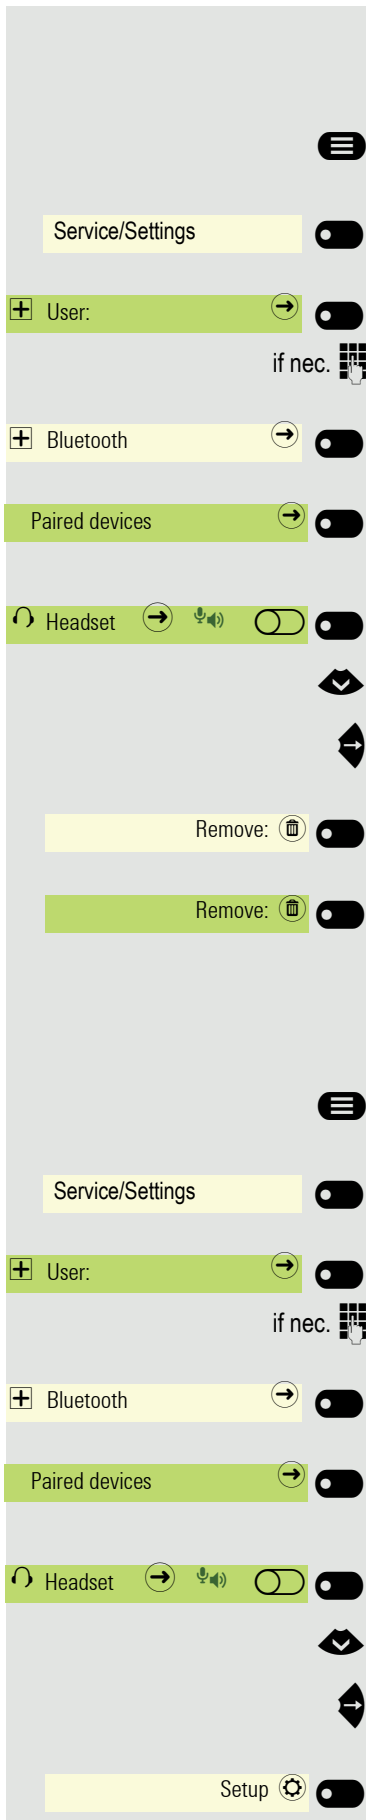 Service/Settings
User:
if nec.
Bluetooth
Paired devices
Headset
Remove:
Remove:
Service/Settings
User:
if nec.
Bluetooth
Paired devices
Headset
Setup